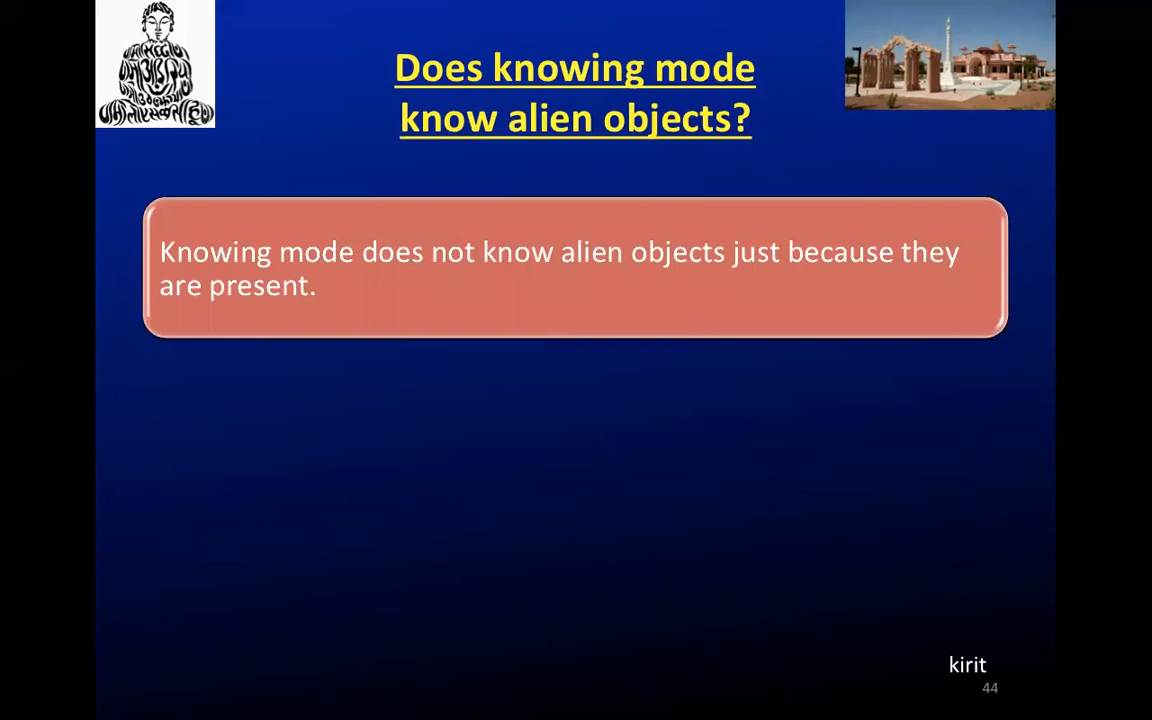 Does knowing mode
know alien objects?
Knowing mode does not know alien objects just because they
are present.
kirit
44